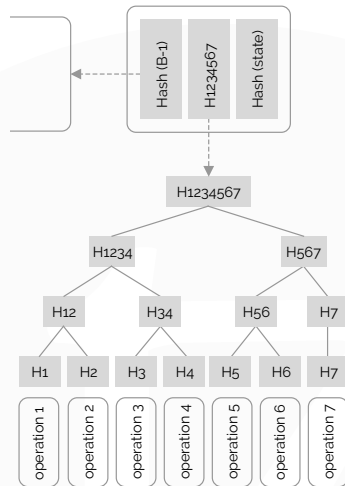 Hash (B-1)
H1234567
Hash (state)
H1234567
H1234
H567
H12
H34
H56
H7
H1
H2
H3
H4
H5
H6
H7
operation 1
operation 2
operation 3
operation 4
operation 5
operation 6
operation 7